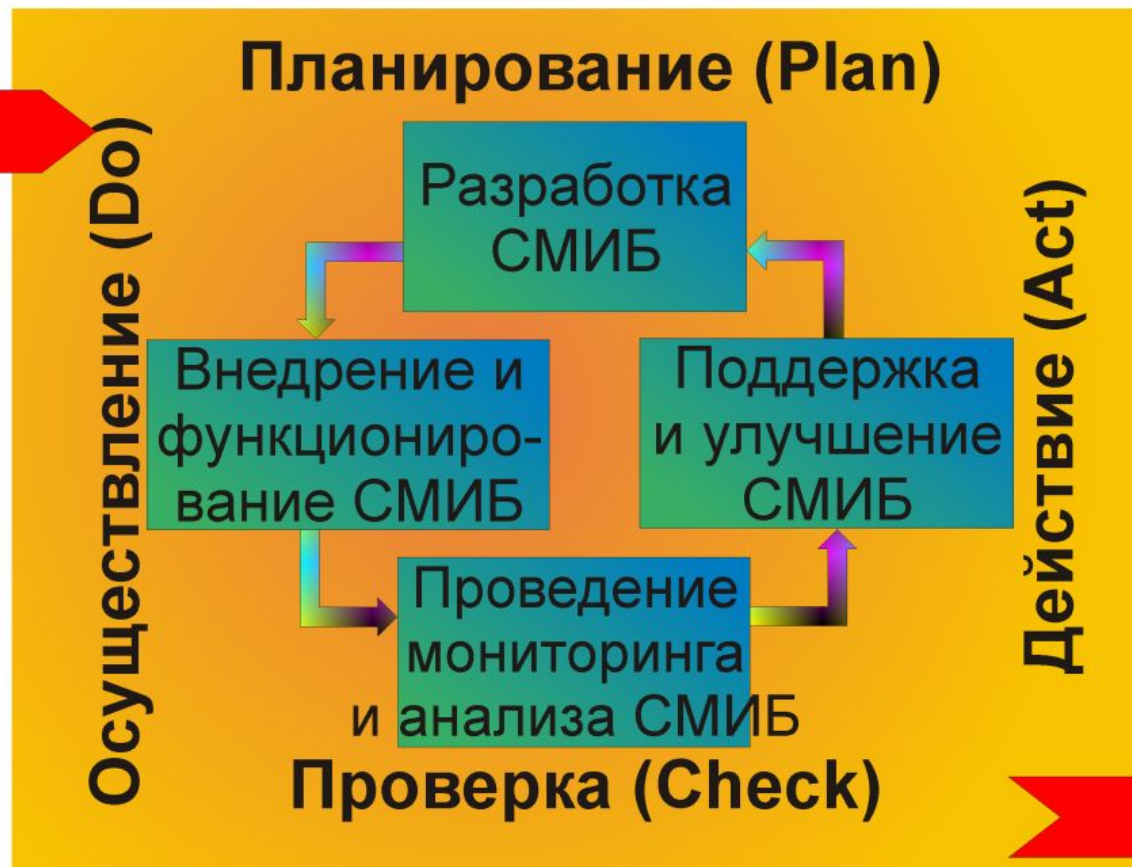 Планирование (Plan)
Осуществление (Do)
Разработка
СМИБ
Внедрение и
функциониро-
вание СМИБ
Поддержка
и улучшение
СМИБ
Действие (Act)
Проведение
мониторинга
и анализа СМИБ
Проверка (Check)